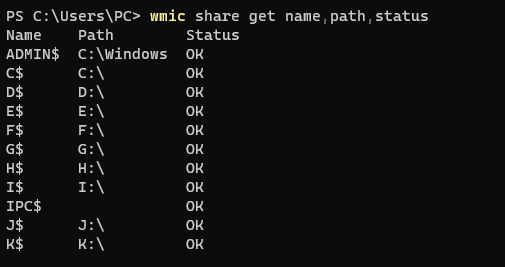 PS C:\Users\PC> wmic share get name,path,status
Name    Path        Status
ADMIN$  C:\Windows  OK
C$      C:\         OK
D$      D:\         OK
E$      E:\         OK
F$      F:\         OK
G$      G:\         OK
H$      H:\         OK
I$      I:\         OK
IPC$                OK
J$      J:\         OK
K$      K:\         OK